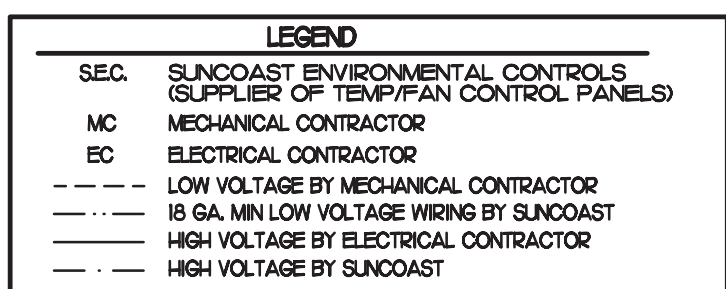 LEGEND
S.E.C. SUNCOAST ENVIRONMENTAL CONTROLS
(SUPPLIER OF TEMP/FAN CONTROL PANELS)
MC MECHANICAL CONTRACTOR
EC ELECTRICAL CONTRACTOR
LOW VOLTAGE BY MECHANICAL CONTRACTOR
18 GA. MIN LOW VOLTAGE WIRING BY SUNCOAST
HIGH VOLTAGE BY ELECTRICAL CONTRACTOR
HIGH VOLTAGE BY SUNCOAST